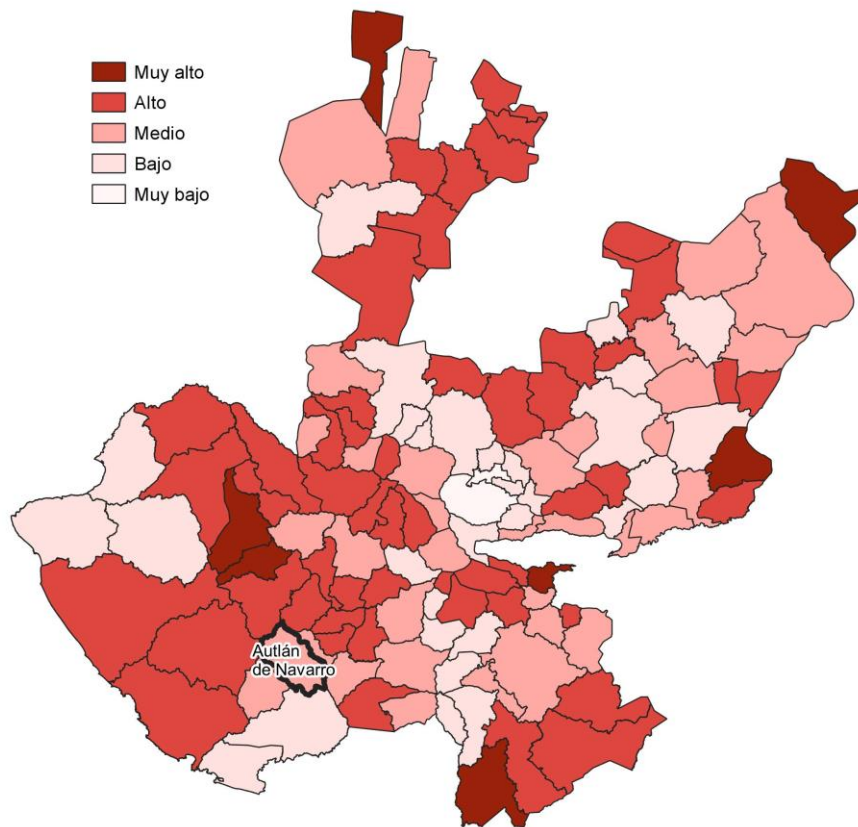 Muy alto
Alto
Medio
Bajo
Muy bajo
Autlán
de Navarro